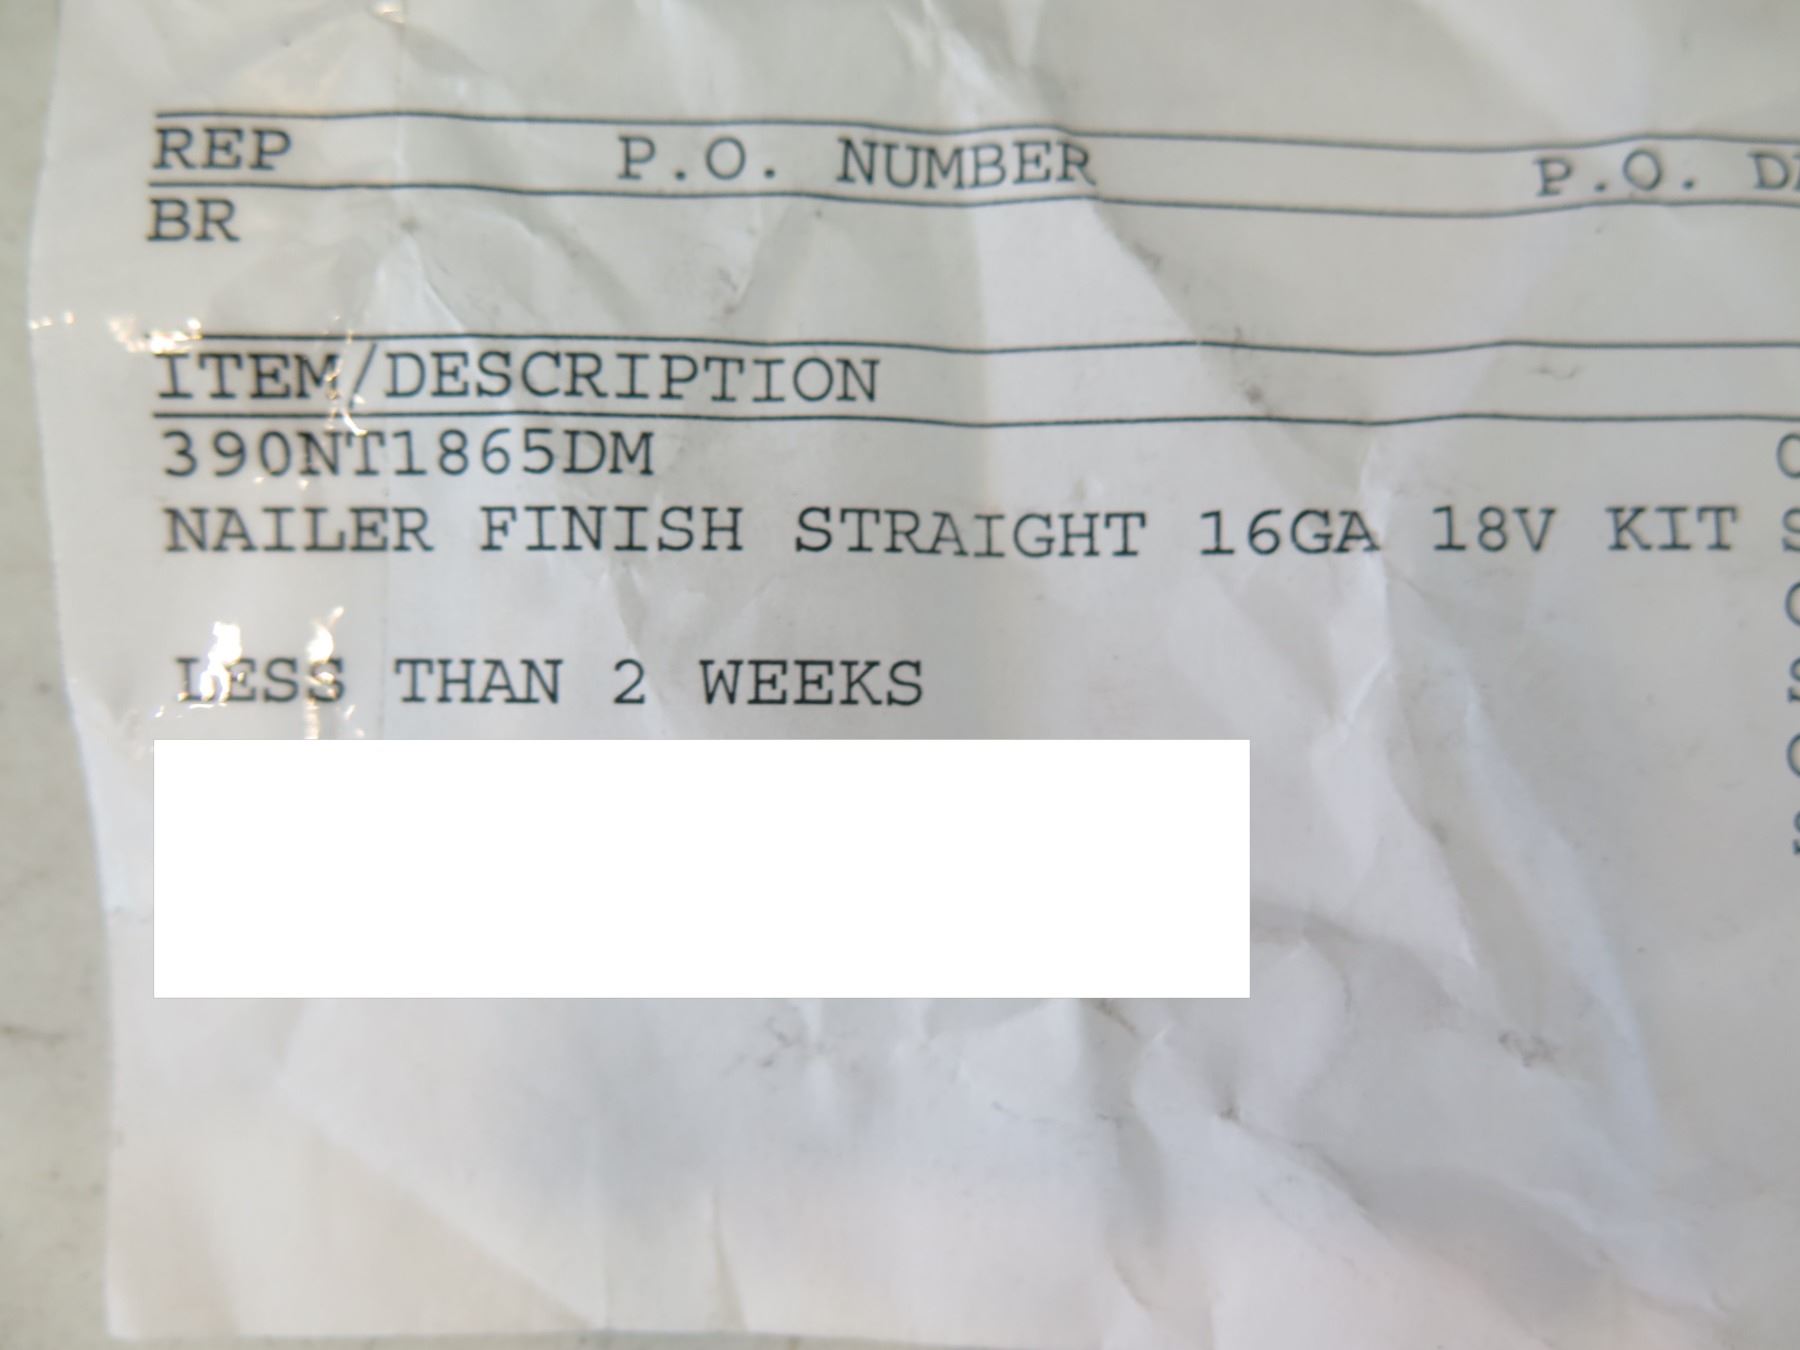 REP P.O. NUMBER P.O.
BR
ITEM/DESCRIPTION
390NT1865DM
NAILER FINISH STRAIGHT 16GA 18V KIT
LESS THAN 2 WEEKS